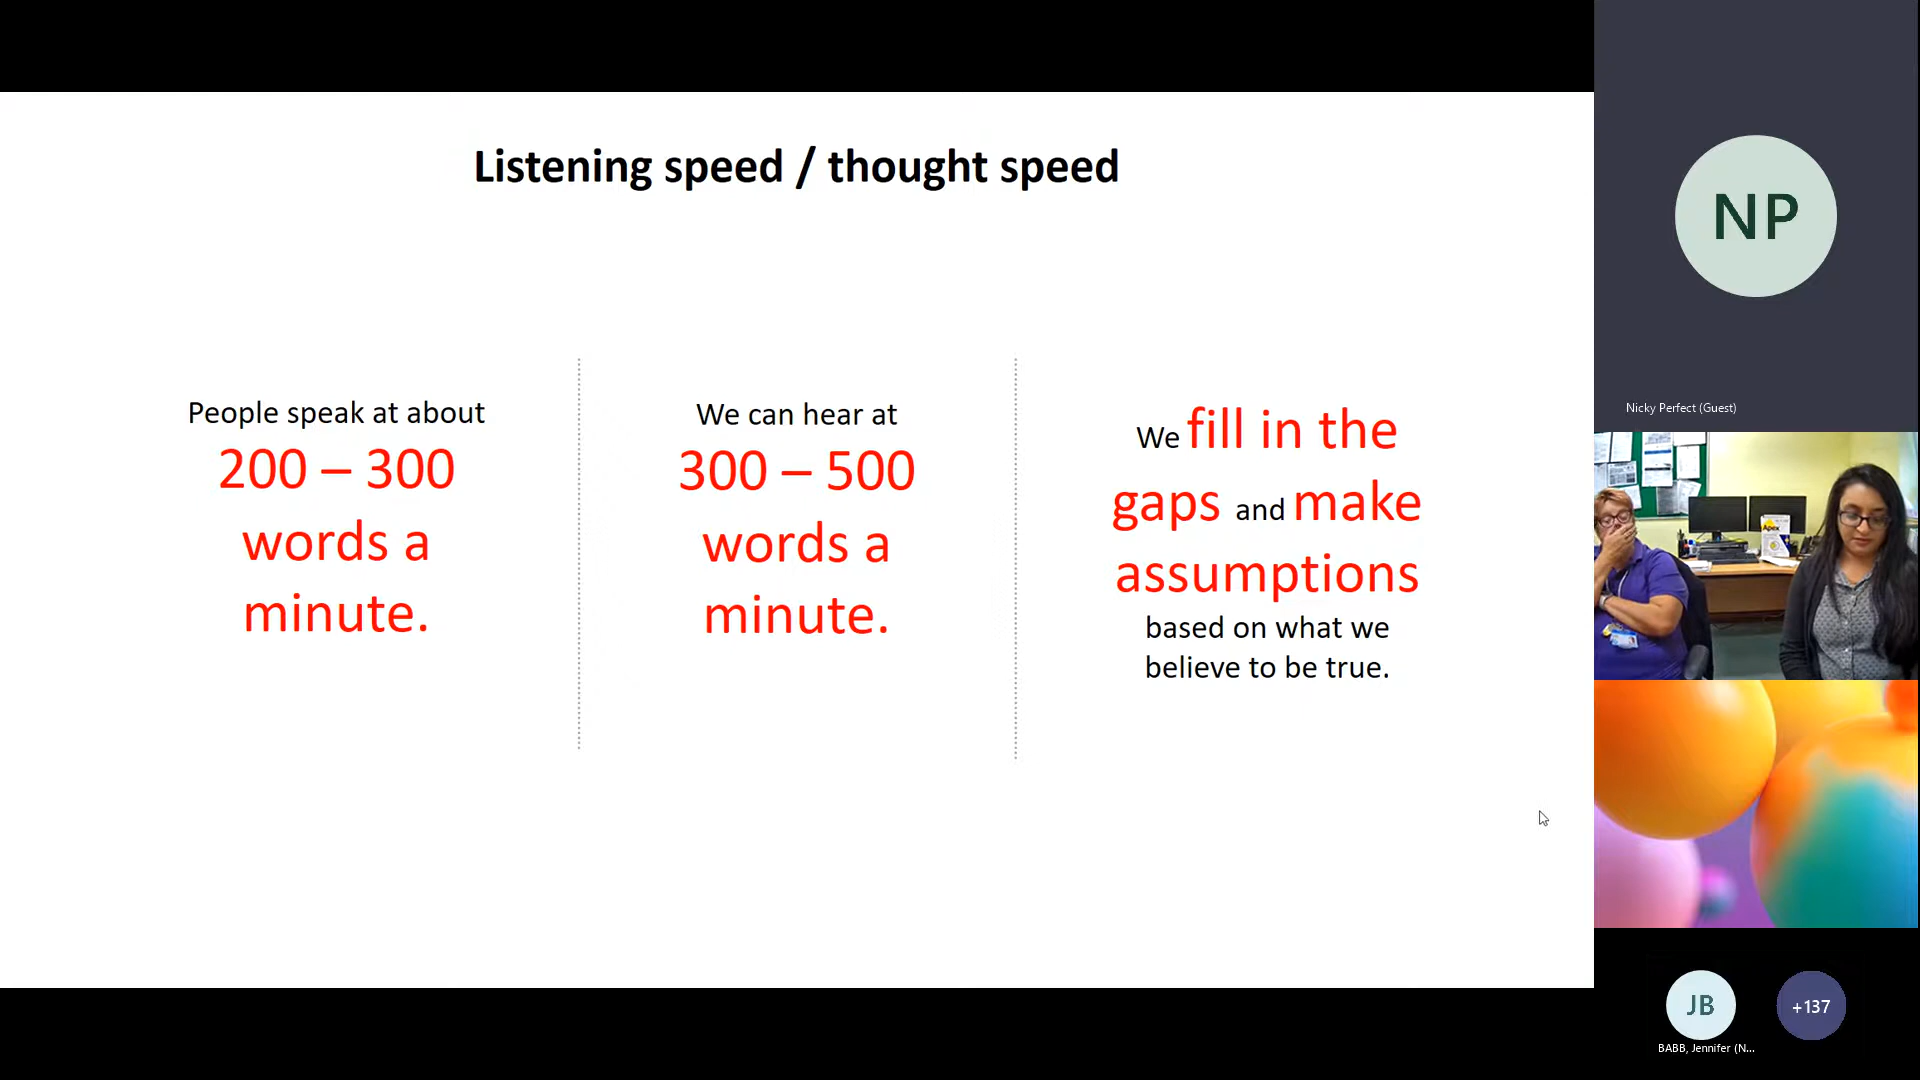 Listening speed / thought speed
People speak at about
200 – 300
words a
minute.
We can hear at
300 – 500
words a
minute.
We fill in the
gaps and make
assumptions
based on what we
believe to be true.
NP
Nicky Perfect (Guest)
Apex
JB
+137
BABB, Jennifer (N...